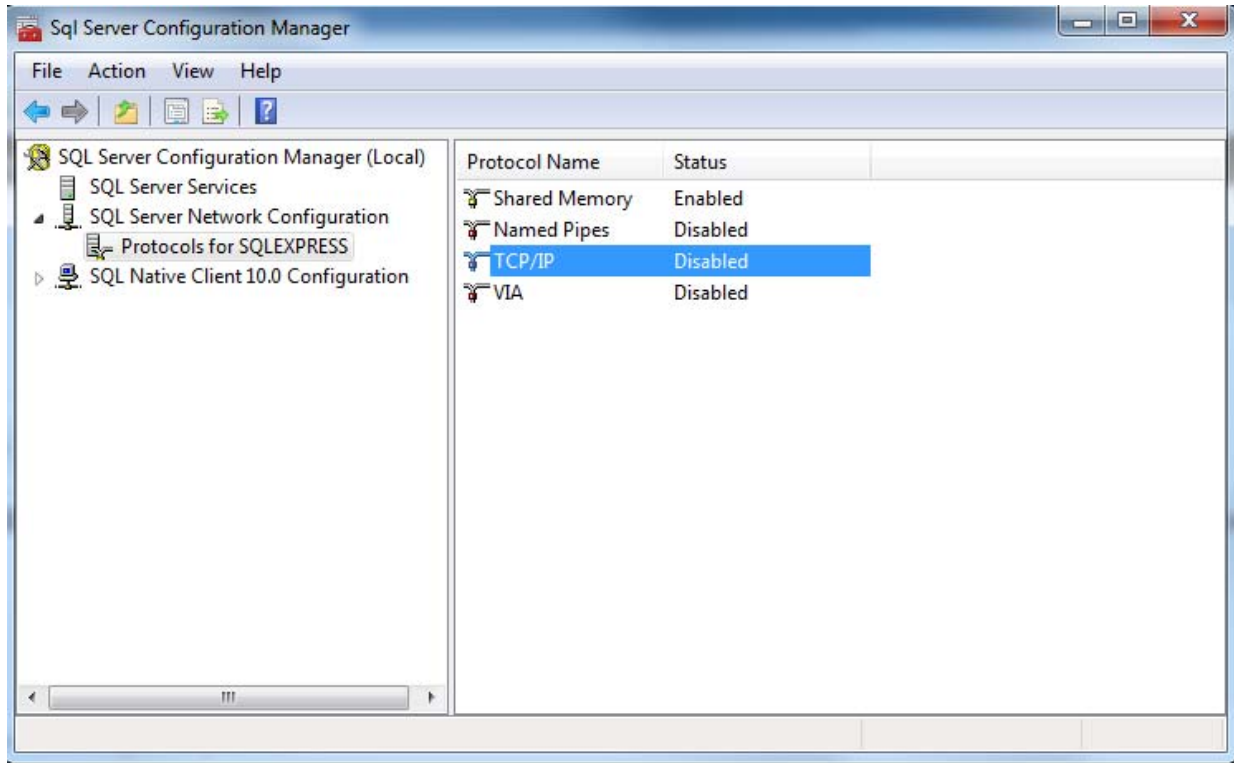 Sql Server Configuration Manager
File Action View Help
SQL Server Configuration Manager (Local)
SQL Server Services
SQL Server Network Configuration
Protocols for SQLEXPRESS
SQL Native Client 10.0 Configuration
Protocol Name Status
Shared Memory Enabled
Named Pipes Disabled
TCP/IP Disabled
VIA Disabled